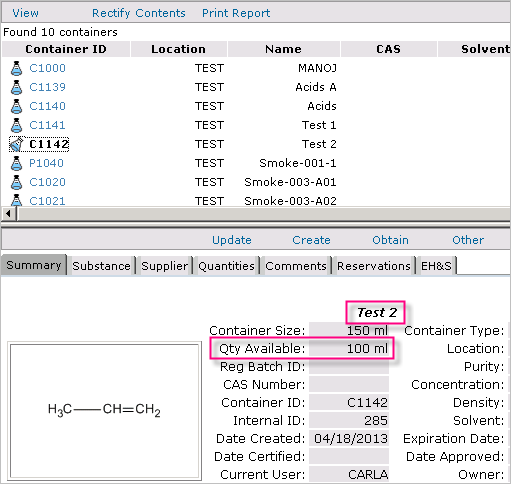 View Rectify Contents Print Report
Found 10 containers
Container ID Location Name CAS Solvent
C1000 TEST MANOJ
C1139 TEST Acids A
C1140 TEST Acids
C1141 TEST Test 1
C1142 TEST Test 2
P1040 TEST Smoke-001-1
C1020 TEST Smoke-003-A01
C1021 TEST Smoke-003-A02
Update Create Obtain Other
Summary Substance Supplier Quantities Comments Reservations EH&S
Test 2
Container Size: 150 ml Container Type:
Qty Available: 100 ml Location:
Reg Batch ID: Purity:
CAS Number: Concentration:
Container ID: C1142 Density:
H₃C—CH=CH₂
Internal ID: 285 Solvent:
Date Created: 04/18/2013 Expiration Date:
Date Certified: Date Approved:
Current User: CARLA Owner: